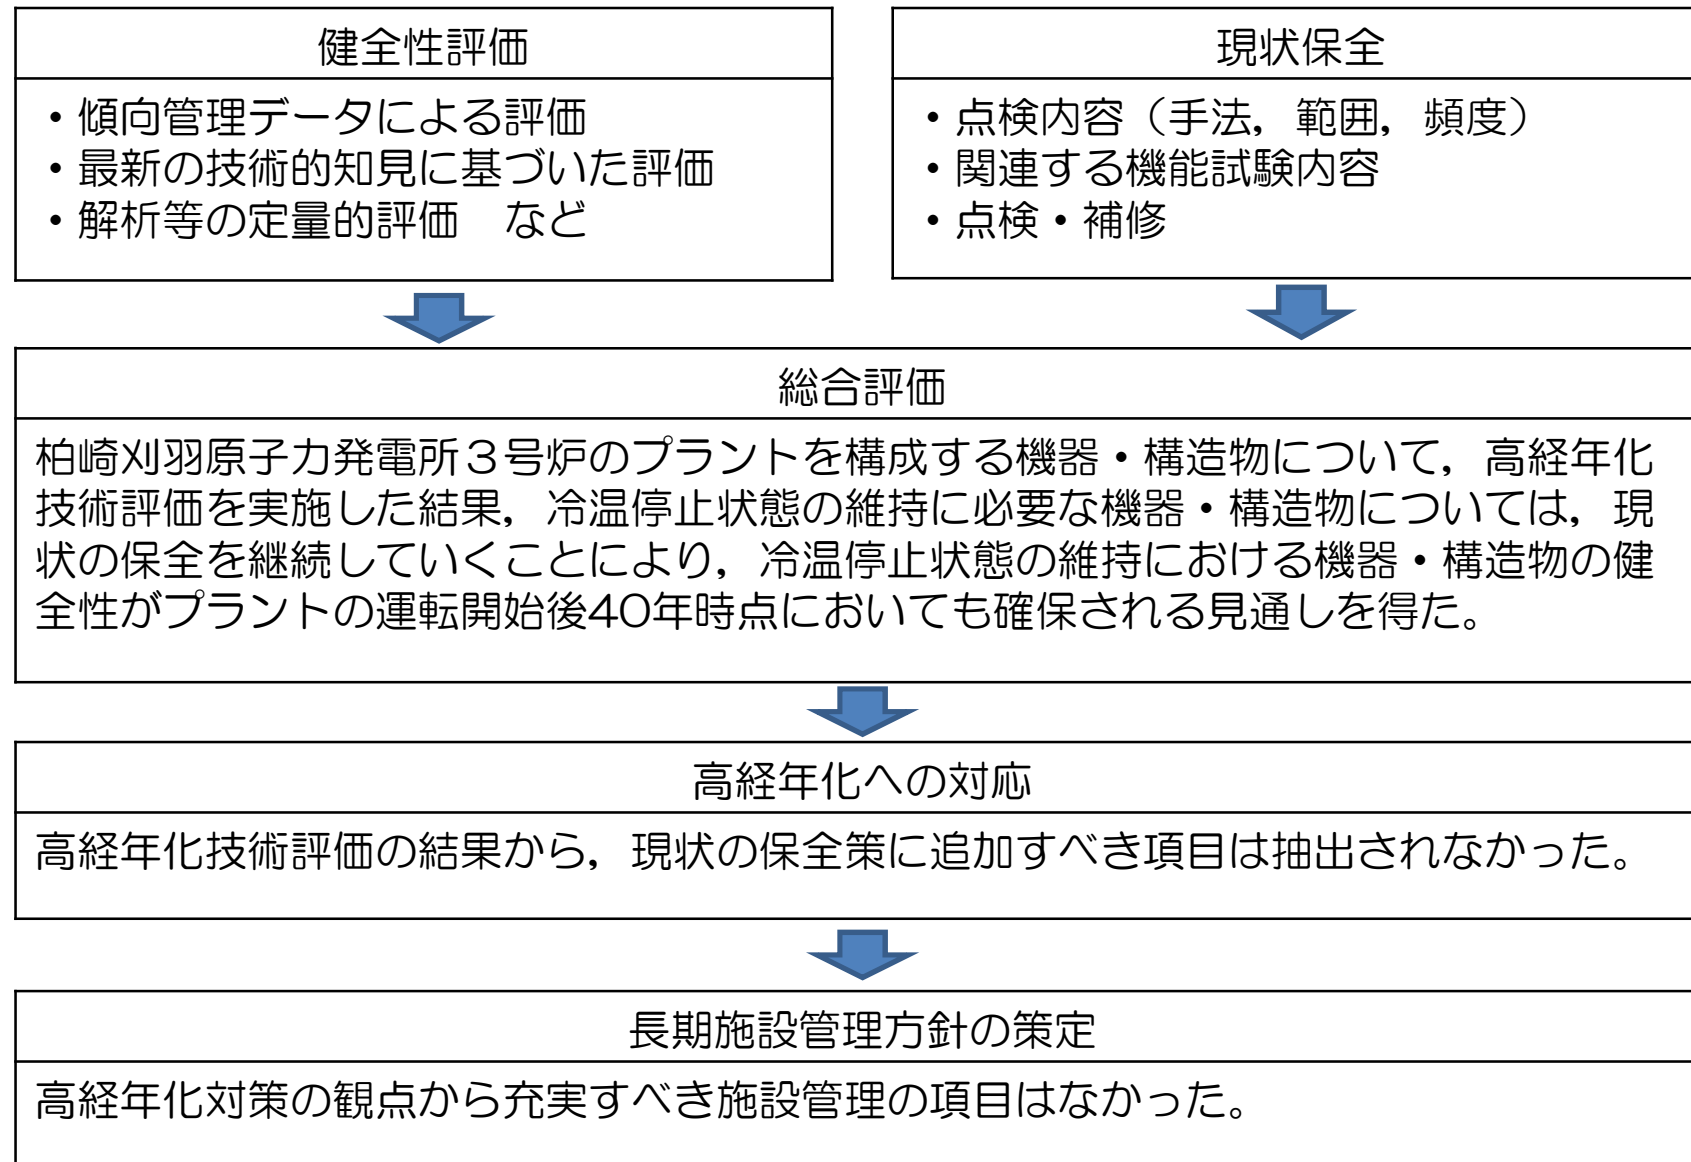 健全性評価
・傾向管理データによる評価
・最新の技術的知見に基づいた評価
・解析等の定量的評価　など
現状保全
・点検内容（手法，範囲，頻度）
・関連する機能試験内容
・点検・補修
総合評価
柏崎刈羽原子力発電所３号炉のプラントを構成する機器・構造物について，高経年化
技術評価を実施した結果，冷温停止状態の維持に必要な機器・構造物については，現
状の保全を継続していくことにより，冷温停止状態の維持における機器・構造物の健
全性がプラントの運転開始後40年時点においても確保される見通しを得た。
高経年化への対応
高経年化技術評価の結果から，現状の保全策に追加すべき項目は抽出されなかった。
長期施設管理方針の策定
高経年化対策の観点から充実すべき施設管理の項目はなかった。